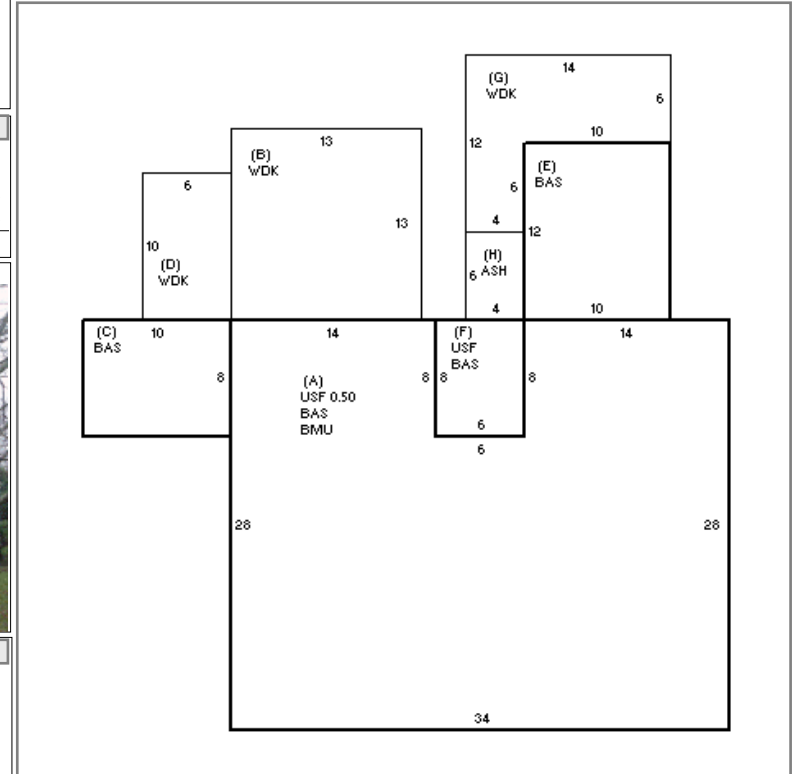 14
(G)
WDK
6
12
10
13
(B)
WDK
(E)
BAS
6
6
13
4
12
10
(D)
WDK
(H)
ASH
6
4
10
(C)
BAS
10
14
(F)
USF
BAS
14
8
(A)
USF 0.50
BAS
BMU
8
8
8
6
6
28
28
34